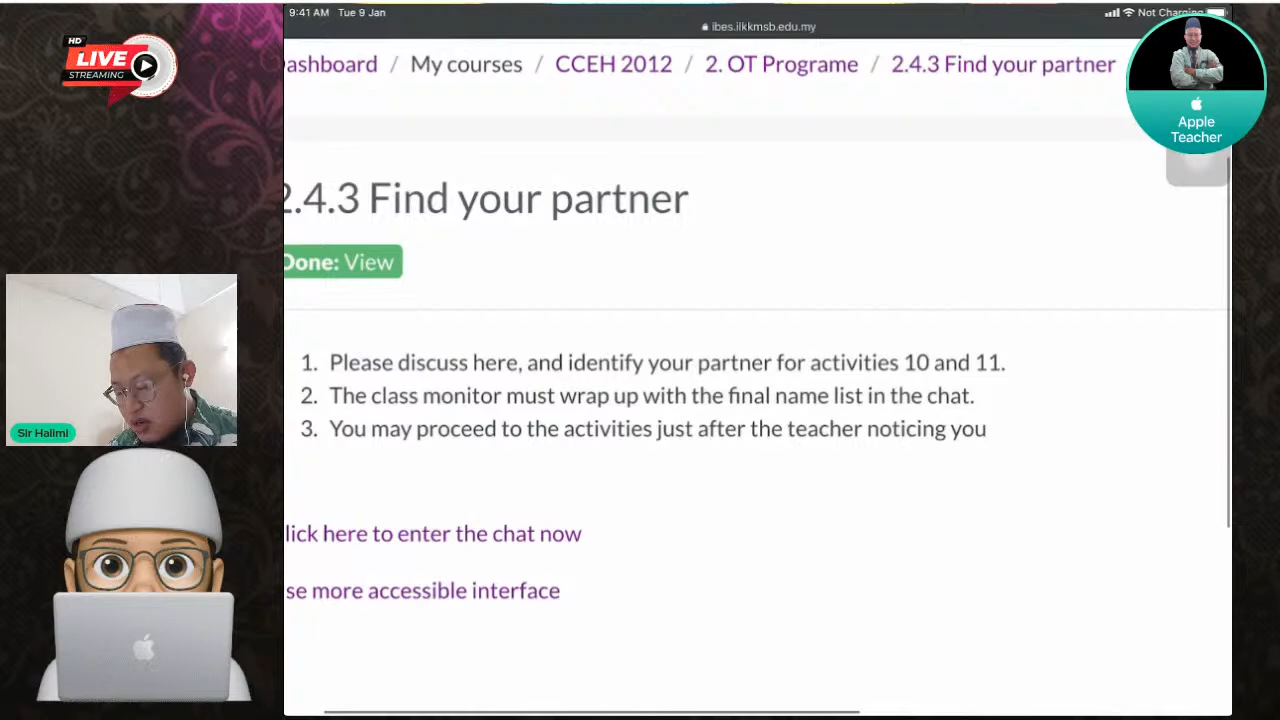 9:41 AM Tue 9 Jan
Not Charging
ibes.ilkkmsb.edu.my
HD
LIVE
STREAMING
ashboard / My courses / CCEH 2012 / 2. OT Programe / 2.4.3 Find your partner
Apple
Teacher
2.4.3 Find your partner
Done: View
1. Please discuss here, and identify your partner for activities 10 and 11.
2. The class monitor must wrap up with the final name list in the chat.
3. You may proceed to the activities just after the teacher noticing you
SIr Halimi
lick here to enter the chat now
se more accessible interface